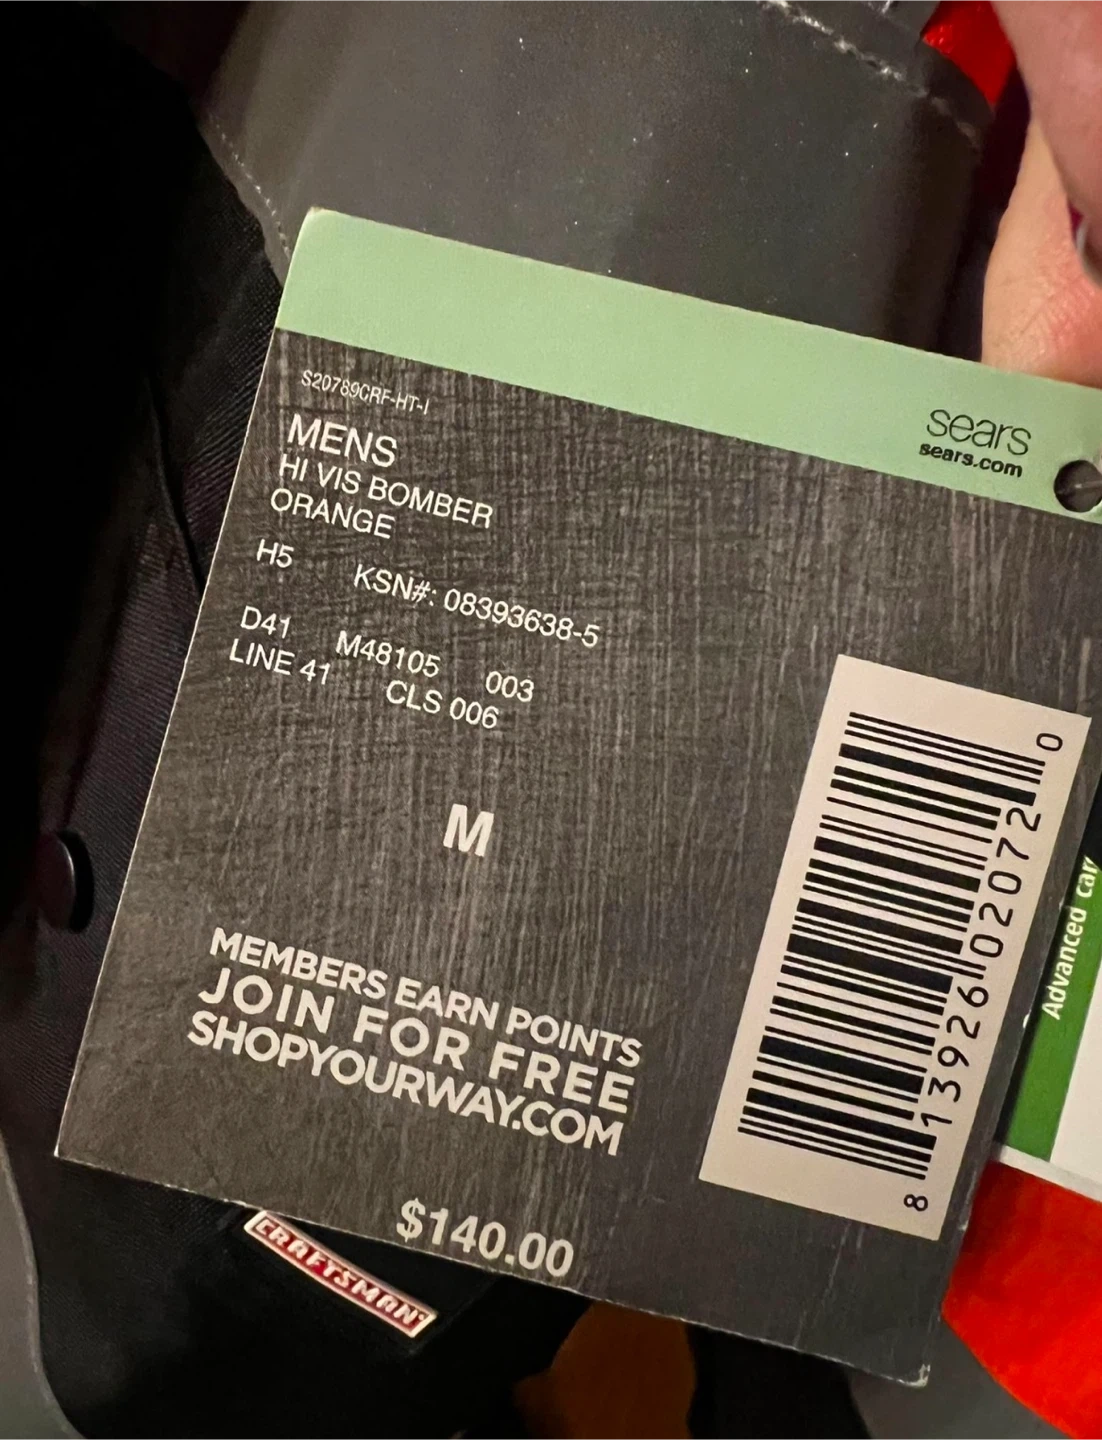 sears
sears.com
S20789CRF-HT-I
MENS
HI VIS BOMBER
ORANGE
H5 KSN#: 08393638-5
D41 M48105 003
LINE 41 CLS 006
M
MEMBERS EARN POINTS
JOIN FOR FREE
SHOPYOURWAY.COM
$140.00
8 13926 02072 0
Advanced car
CRAFTSMAN®